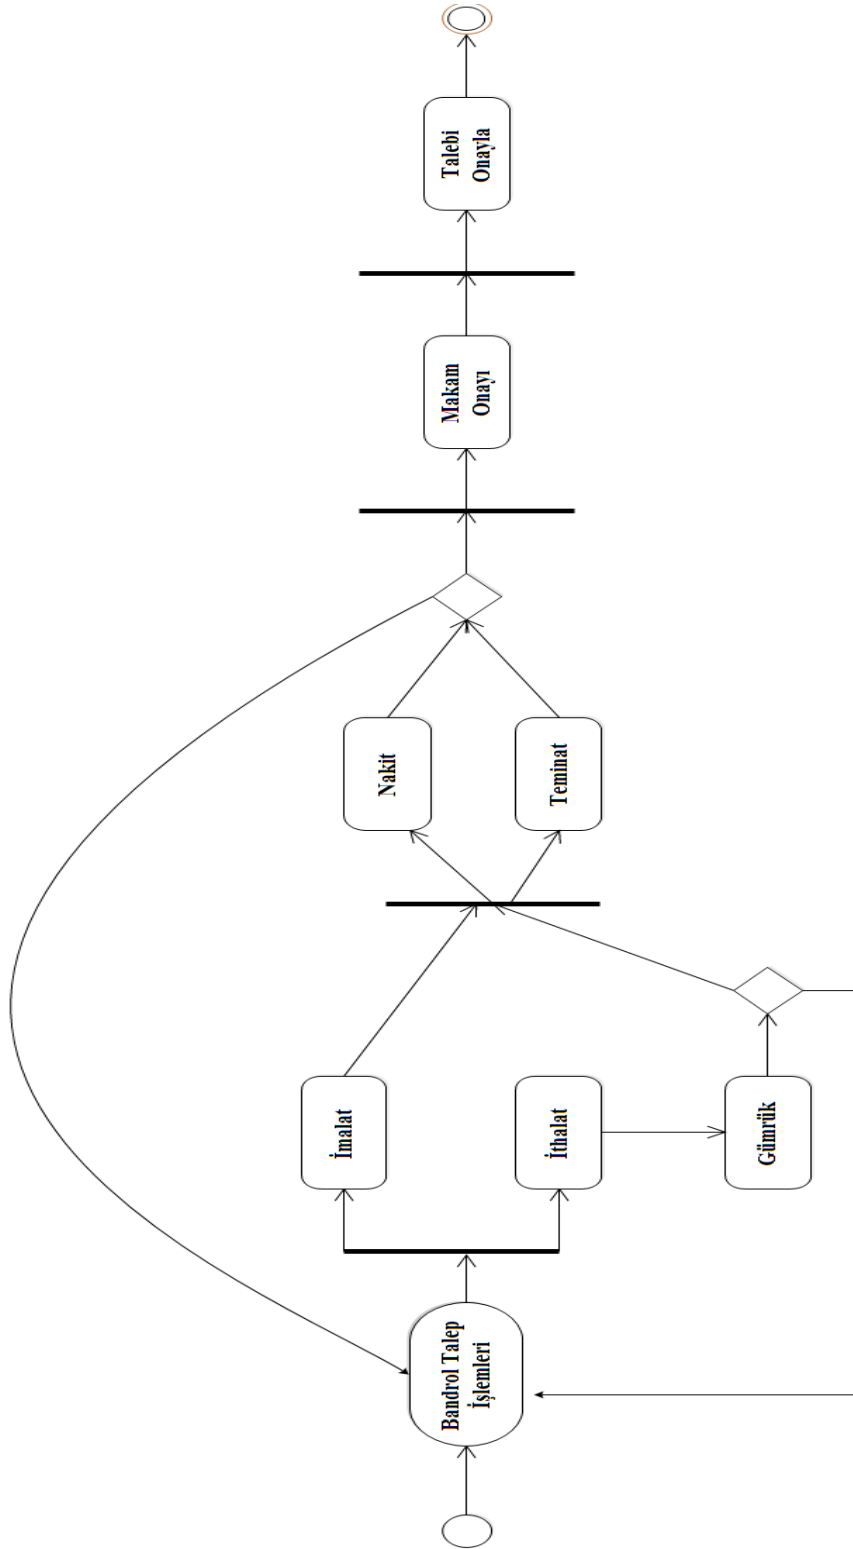 Bandrol Talep
İşlemleri
İmalat
İthalat
Gümrük
Nakit
Teminat
Makam
Onayı
Talebi
Onayla